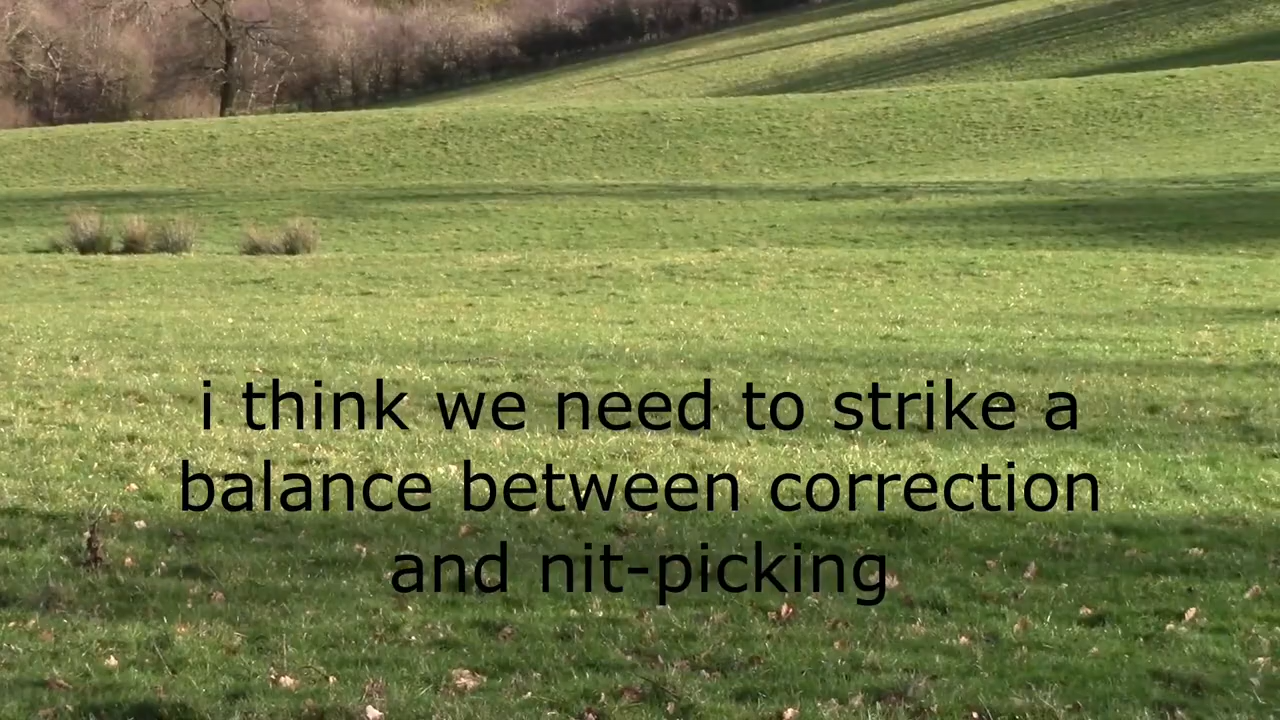 i think we need to strike a
balance between correction
and nit-picking